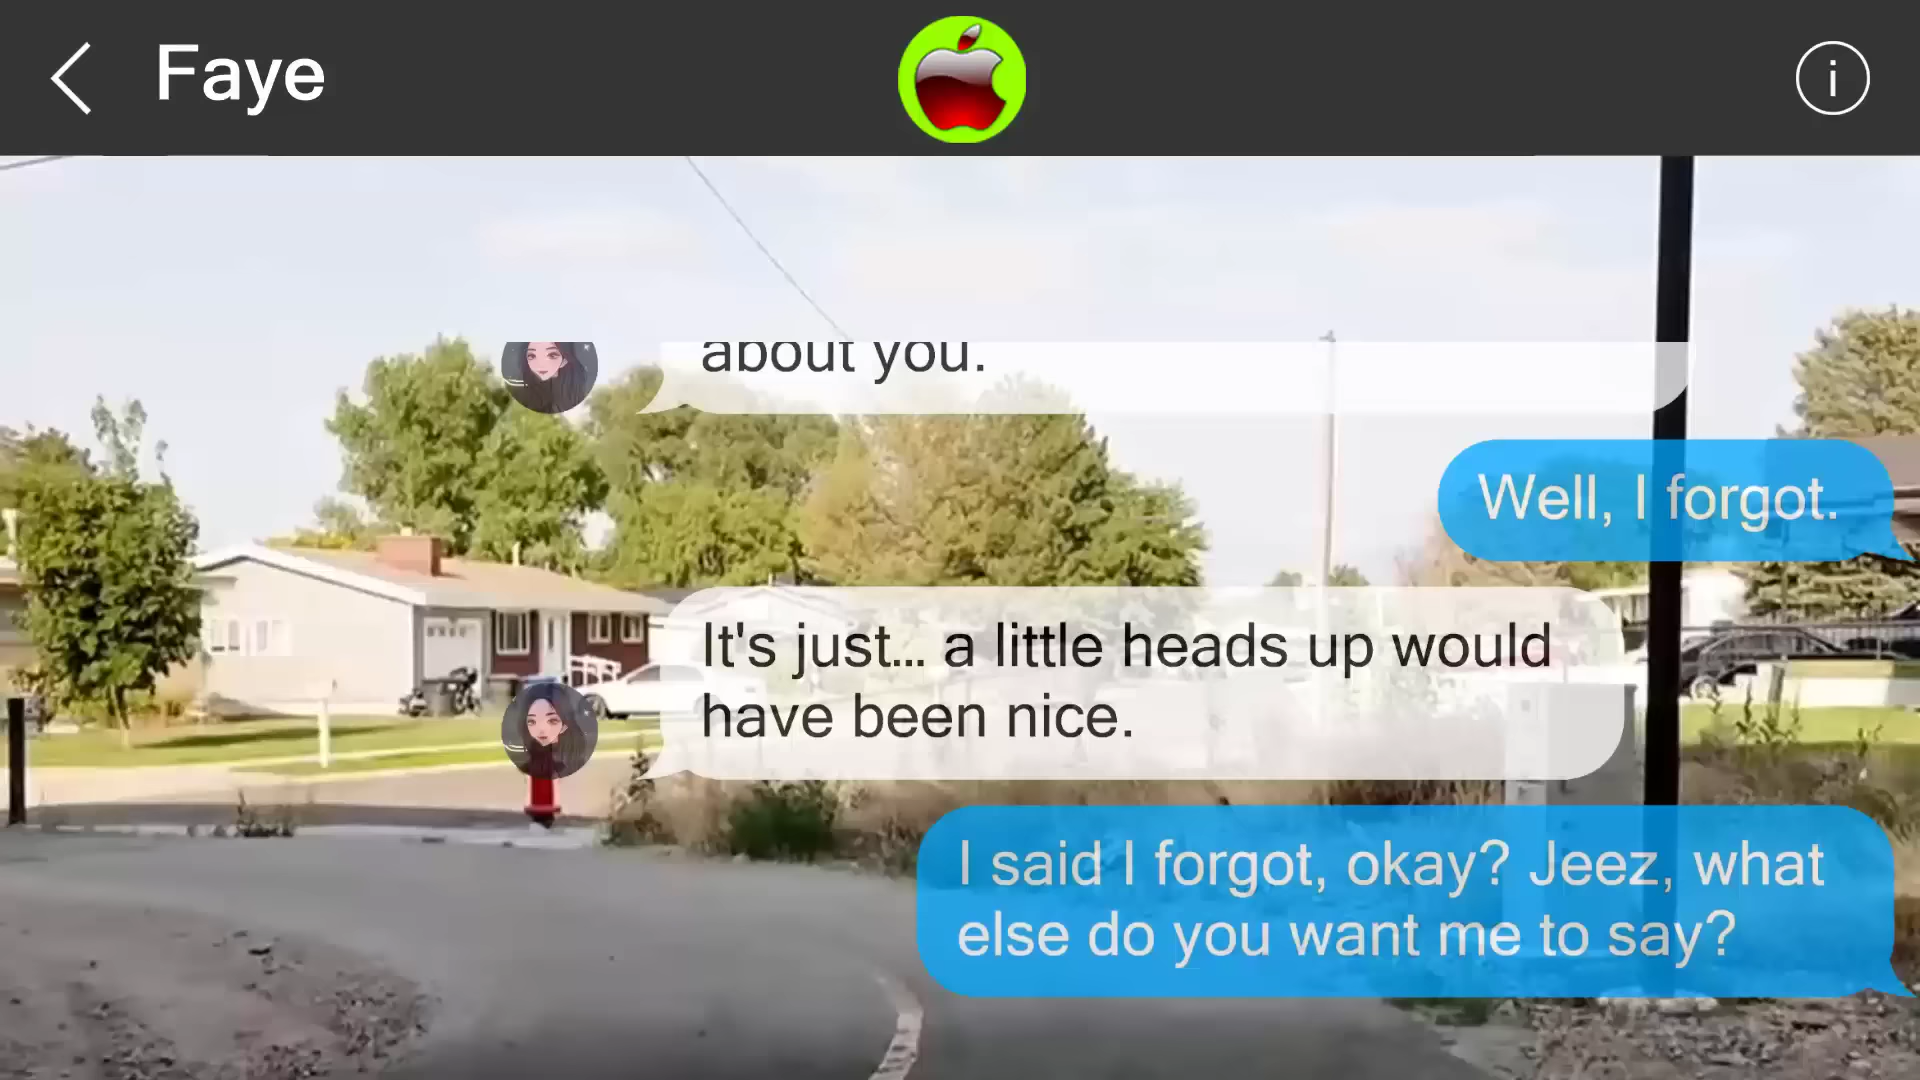 Faye
i
about you.
Well, I forgot.
It's just... a little heads up would
have been nice.
I said I forgot, okay? Jeez, what
else do you want me to say?